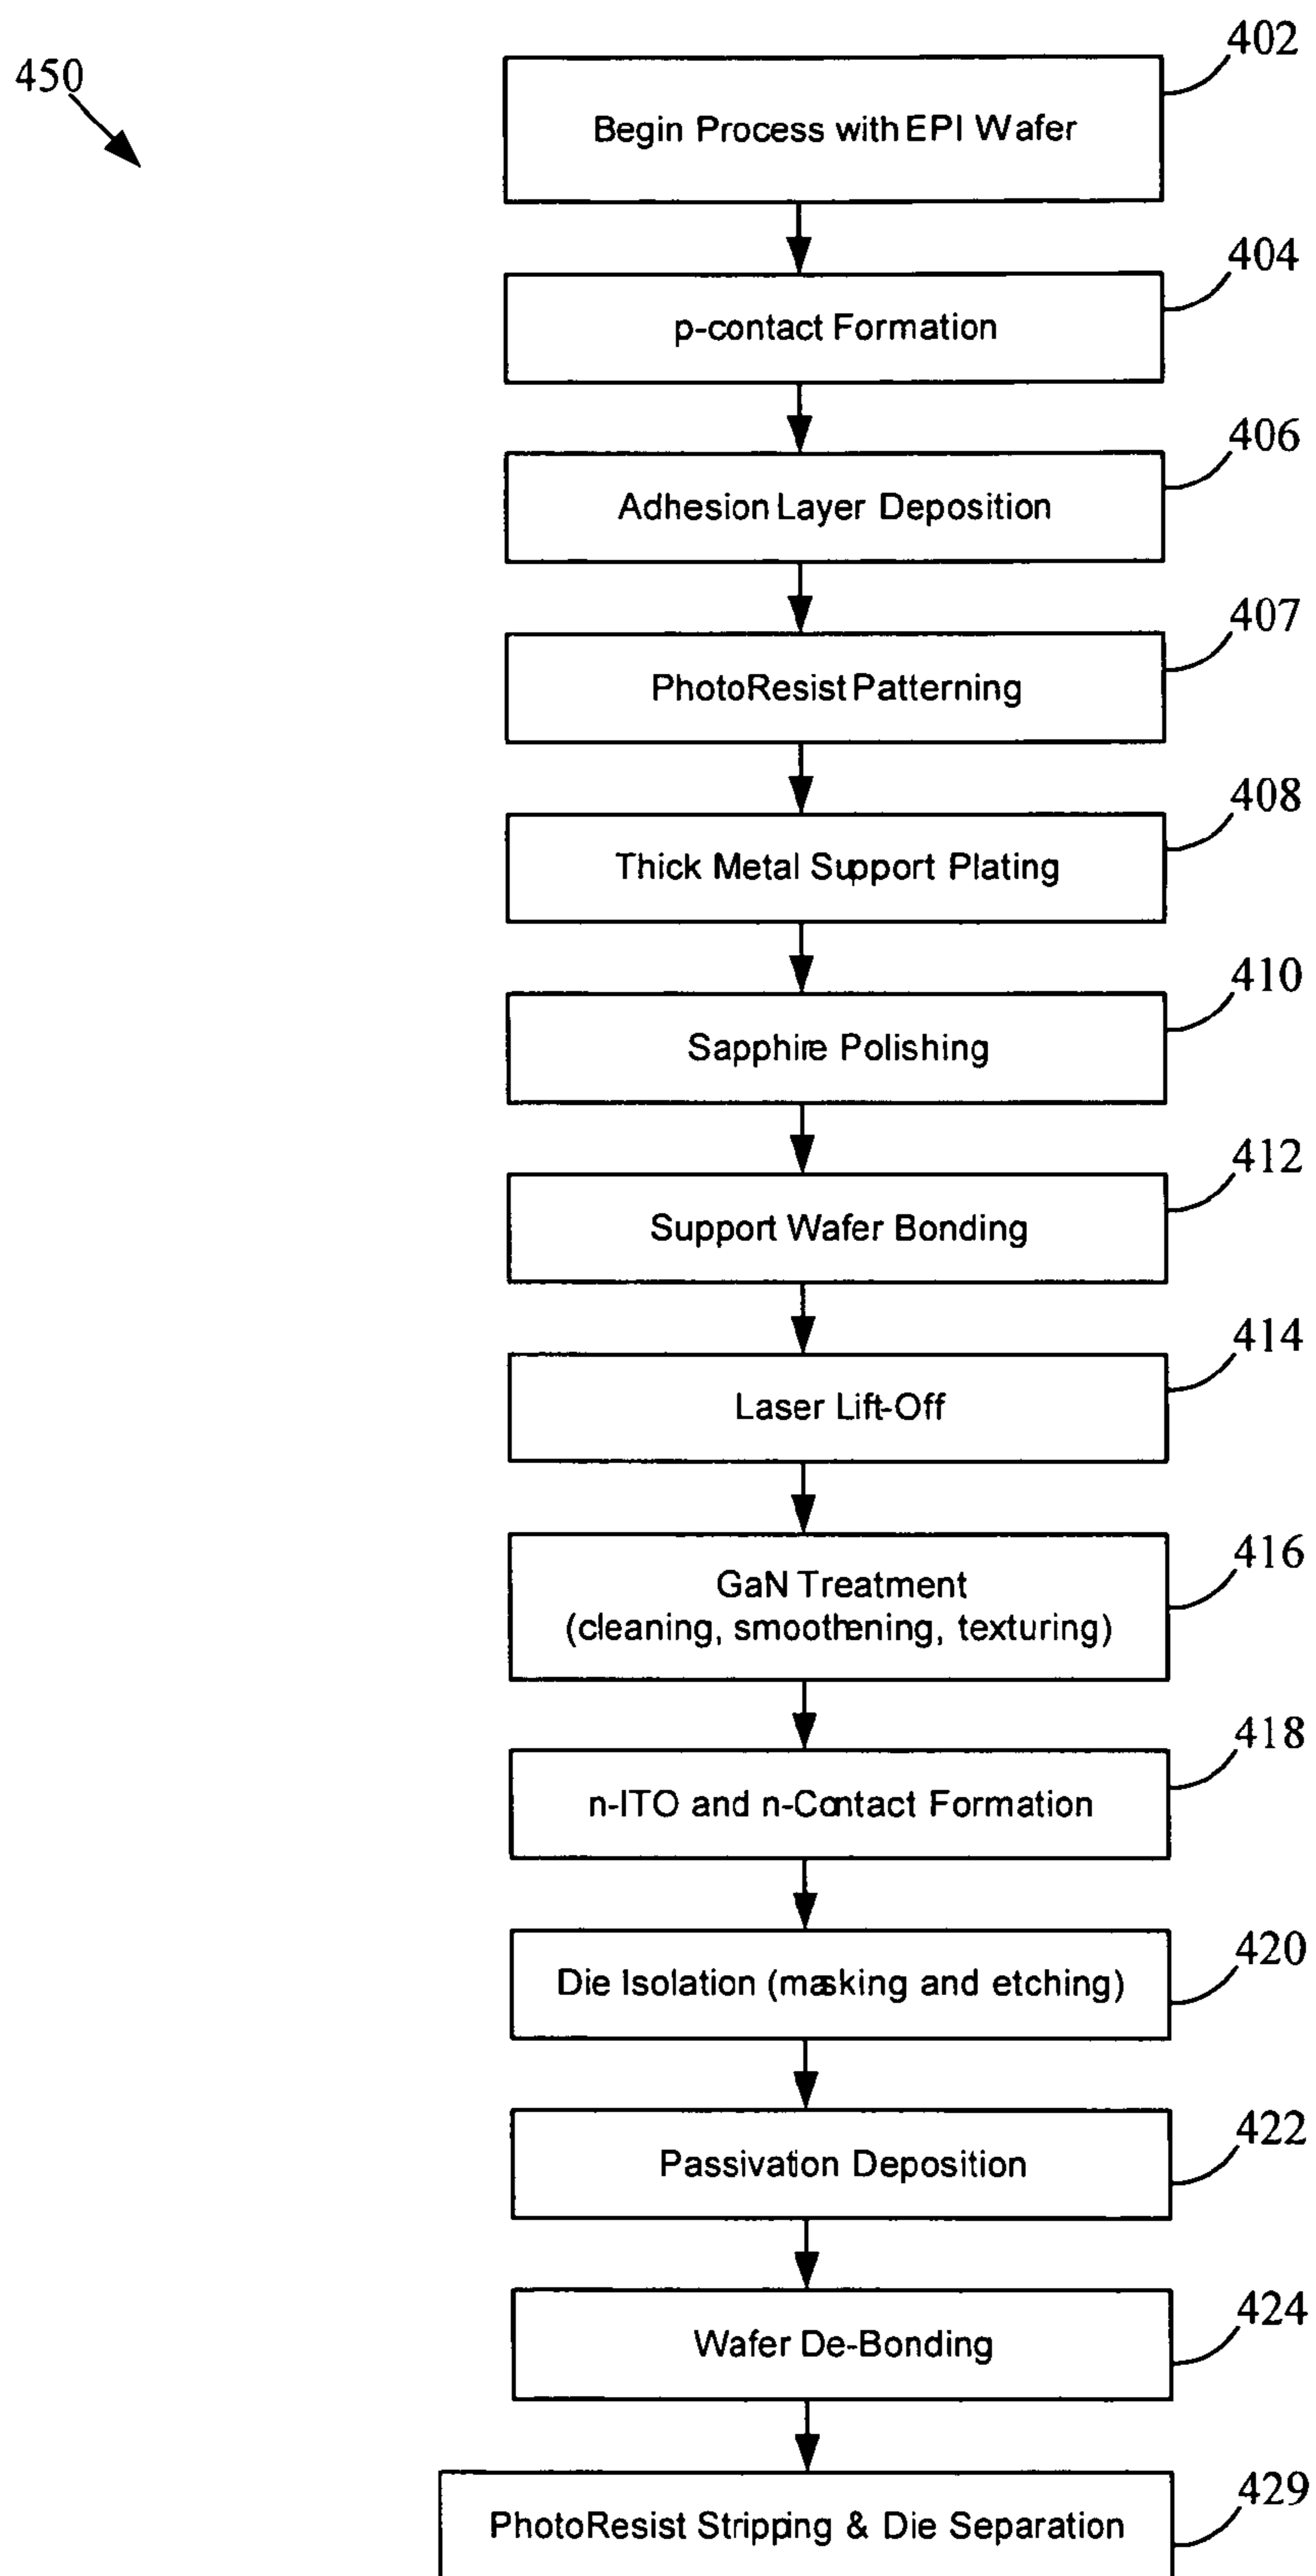 450
402
Begin Process with EPI Wafer
404
p-contact Formation
406
Adhesion Layer Deposition
407
PhotoResist Patterning
408
Thick Metal Support Plating
410
Sapphire Polishing
412
Support Wafer Bonding
414
Laser Lift-Off
416
GaN Treatment
(cleaning, smoothening, texturing)
418
n-ITO and n-Contact Formation
420
Die Isolation (masking and etching)
422
Passivation Deposition
424
Wafer De-Bonding
429
PhotoResist Stripping & Die Separation